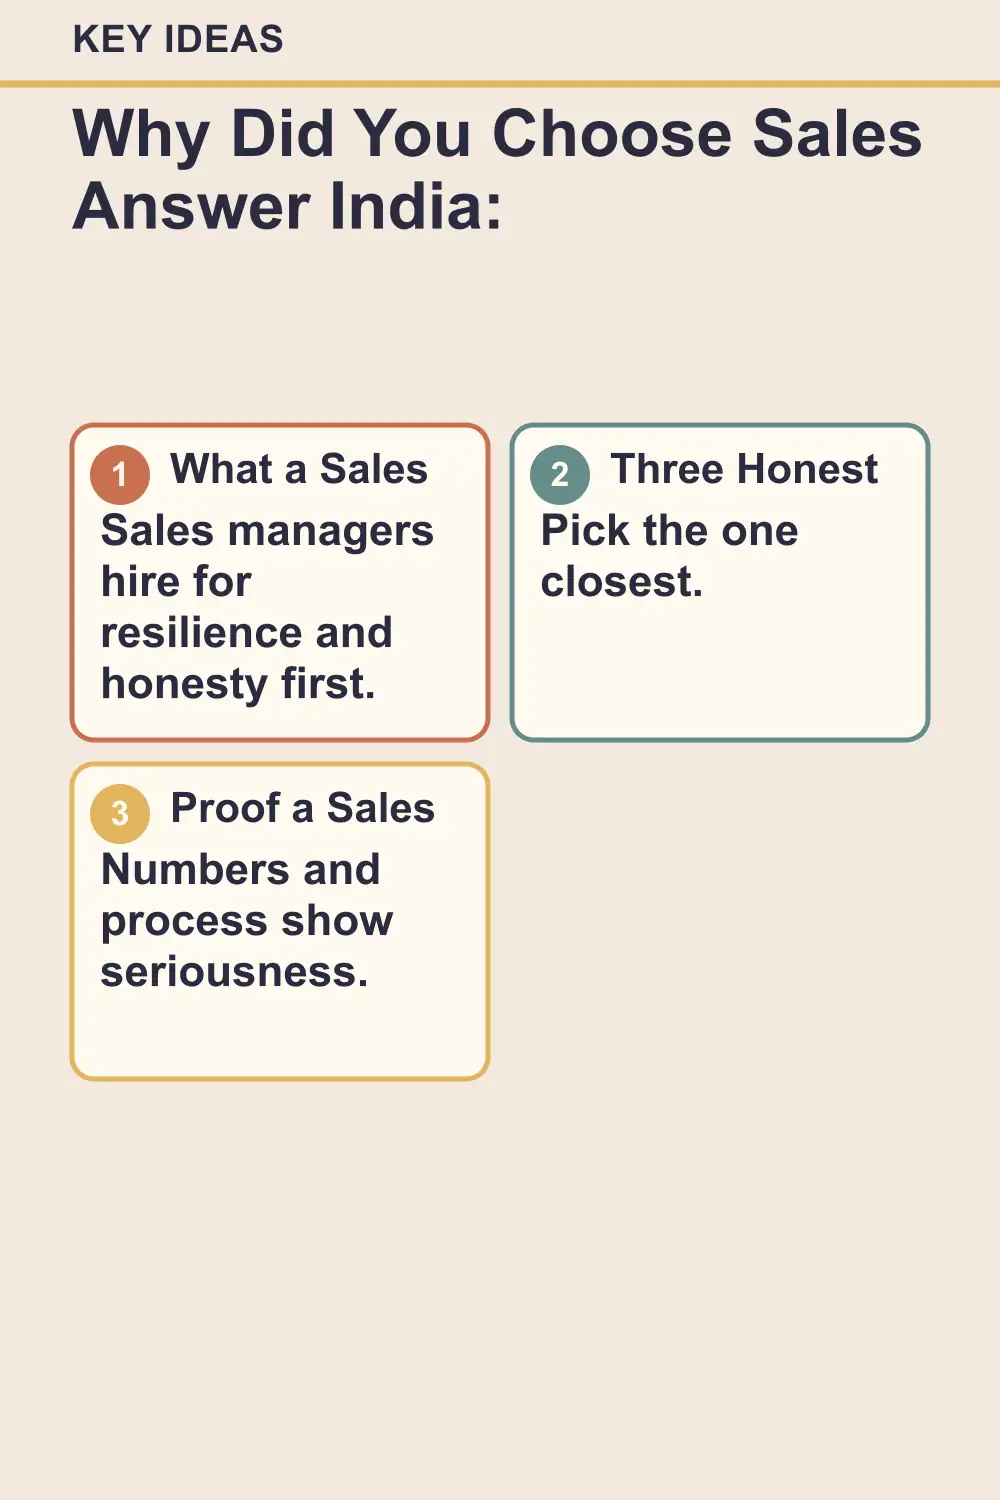 KEY IDEAS
Why Did You Choose Sales
Answer India:
1 What a Sales
Sales managers
hire for
resilience and
honesty first.
2 Three Honest
Pick the one
closest.
3 Proof a Sales
Numbers and
process show
seriousness.